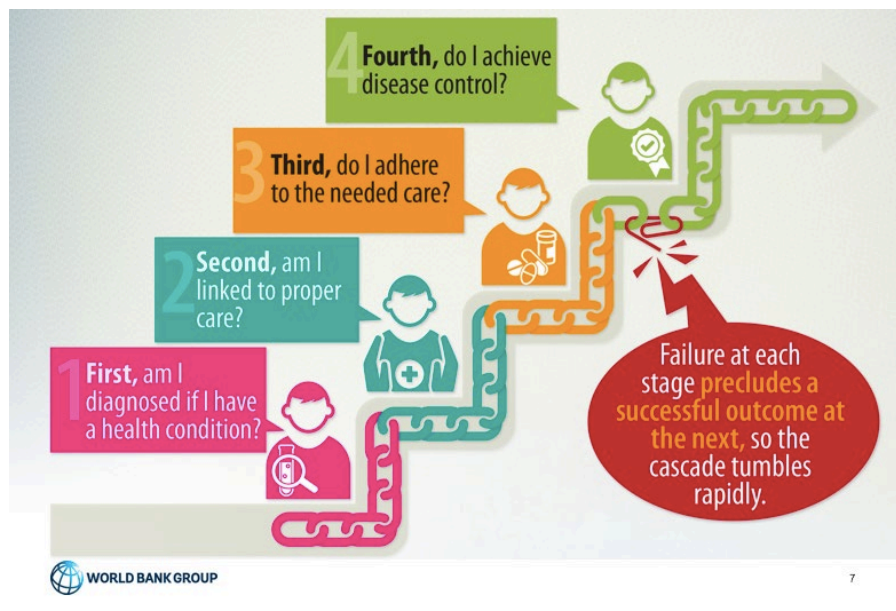 1 First, am I
diagnosed if I have
a health condition?
2 Second, am I
linked to proper
care?
3 Third, do I adhere
to the needed care?
4 Fourth, do I achieve
disease control?
Failure at each
stage precludes a
successful outcome at
the next, so the
cascade tumbles
rapidly.
WORLD BANK GROUP
7